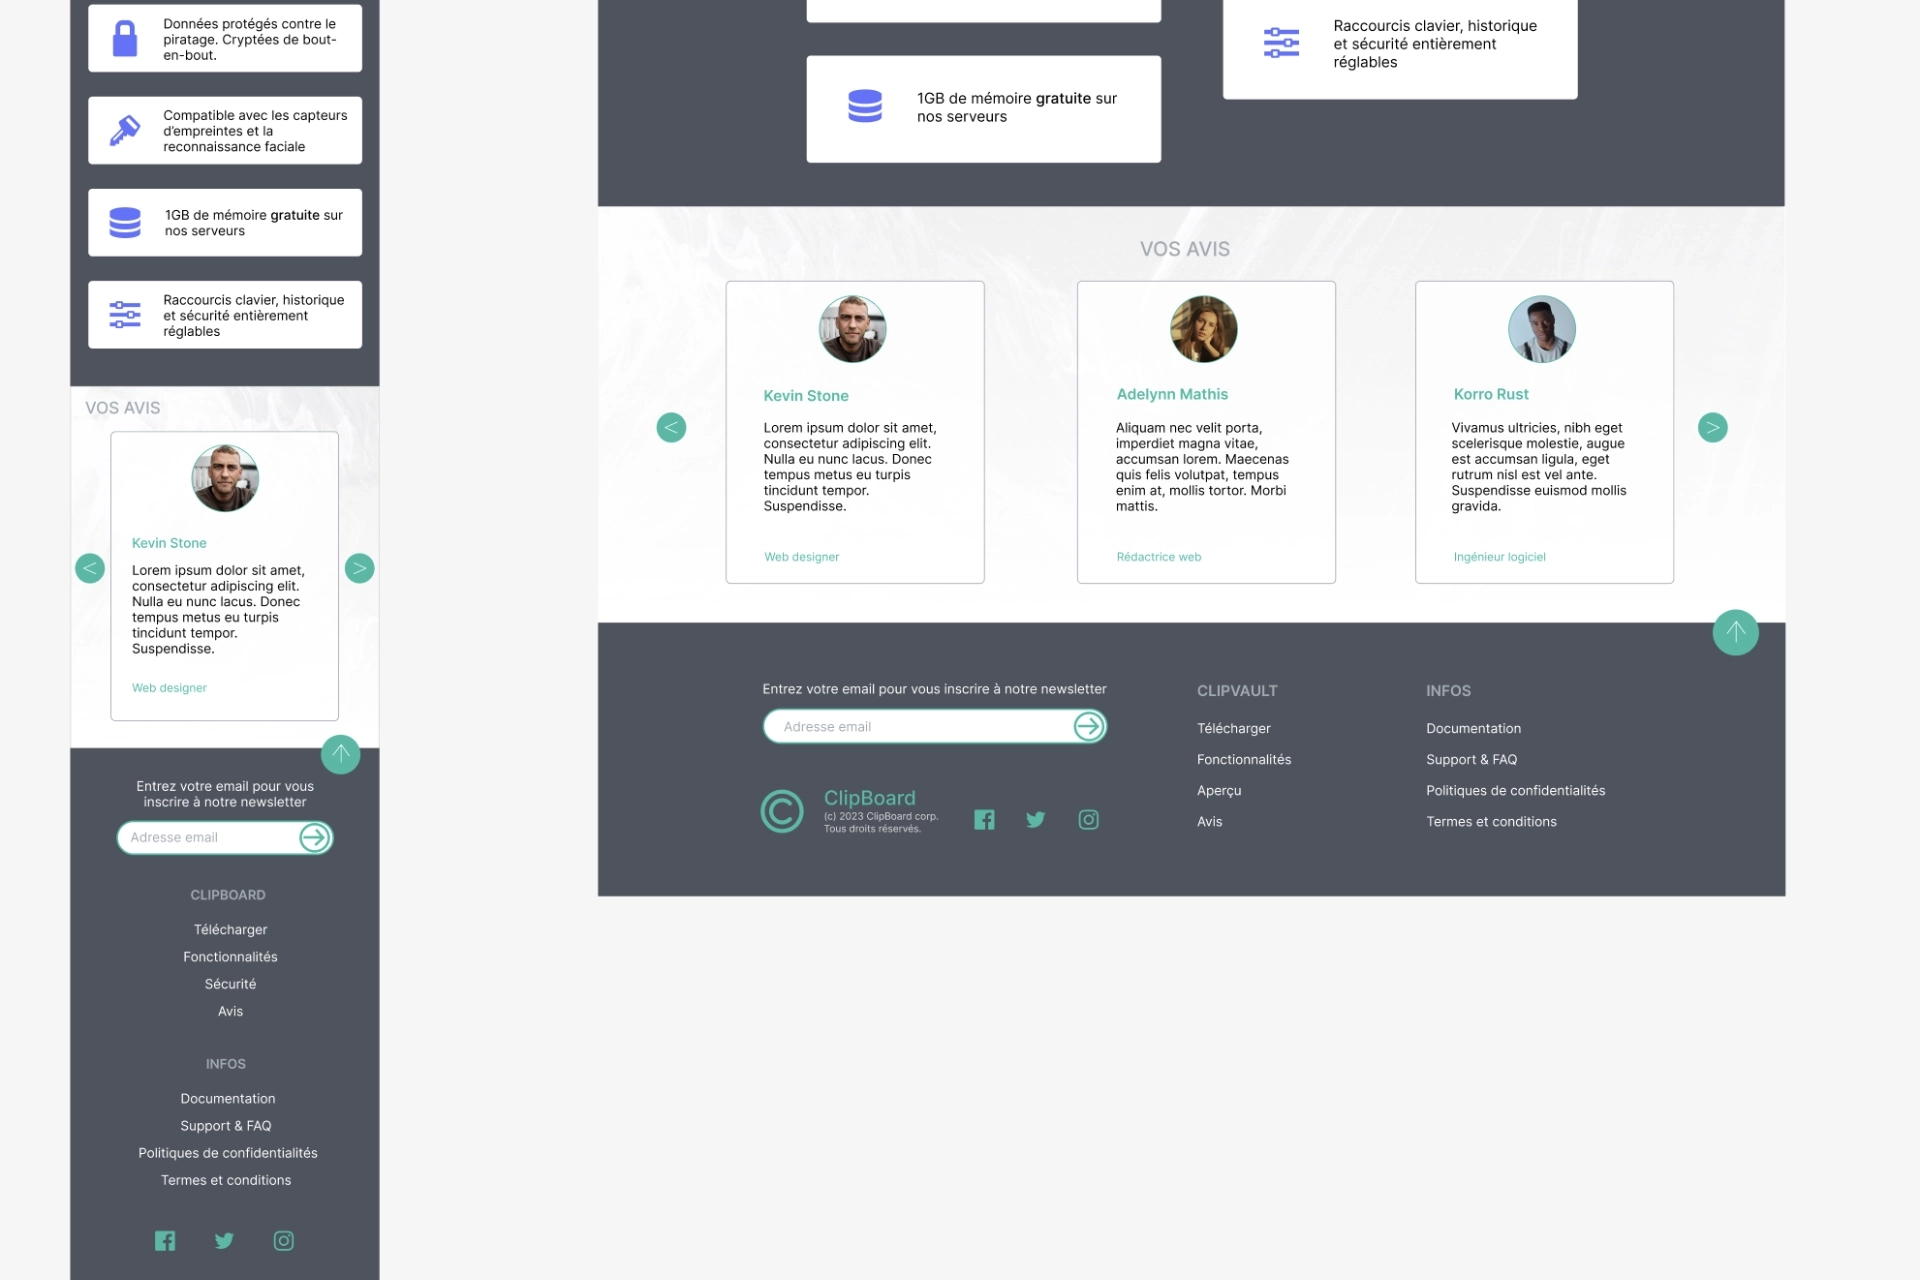 Données protégés contre le
piratage. Cryptées de bout-
en-bout.
Compatible avec les capteurs
d'empreintes et la
reconnaissance faciale
1GB de mémoire gratuite sur
nos serveurs
Raccourcis clavier, historique
et sécurité entièrement
réglables
VOS AVIS
Kevin Stone
<
>
Lorem ipsum dolor sit amet,
consectetur adipiscing elit.
Nulla eu nunc lacus. Donec
tempus metus eu turpis
tincidunt tempor.
Suspendisse.
Web designer
Entrez votre email pour vous
inscrire à notre newsletter
Adresse email
CLIPBOARD
Télécharger
Fonctionnalités
Sécurité
Avis
INFOS
Documentation
Support & FAQ
Politiques de confidentialités
Termes et conditions
Raccourcis clavier, historique
et sécurité entièrement
réglables
1GB de mémoire gratuite sur
nos serveurs
VOS AVIS
<
Kevin Stone
Lorem ipsum dolor sit amet,
consectetur adipiscing elit.
Nulla eu nunc lacus. Donec
tempus metus eu turpis
tincidunt tempor.
Suspendisse.
Web designer
Adelynn Mathis
Aliquam nec velit porta,
imperdiet magna vitae,
accumsan lorem. Maecenas
quis felis volutpat, tempus
enim at, mollis tortor. Morbi
mattis.
Rédactrice web
Korro Rust
Vivamus ultricies, nibh eget
scelerisque molestie, augue
est accumsan ligula, eget
rutrum nisl est vel ante.
Suspendisse euismod mollis
gravida.
Ingénieur logiciel
>
Entrez votre email pour vous inscrire à notre newsletter
Adresse email
©
ClipBoard
(c) 2023 ClipBoard corp.
Tous droits réservés.
CLIPVAULT
Télécharger
Fonctionnalités
Aperçu
Avis
INFOS
Documentation
Support & FAQ
Politiques de confidentialités
Termes et conditions